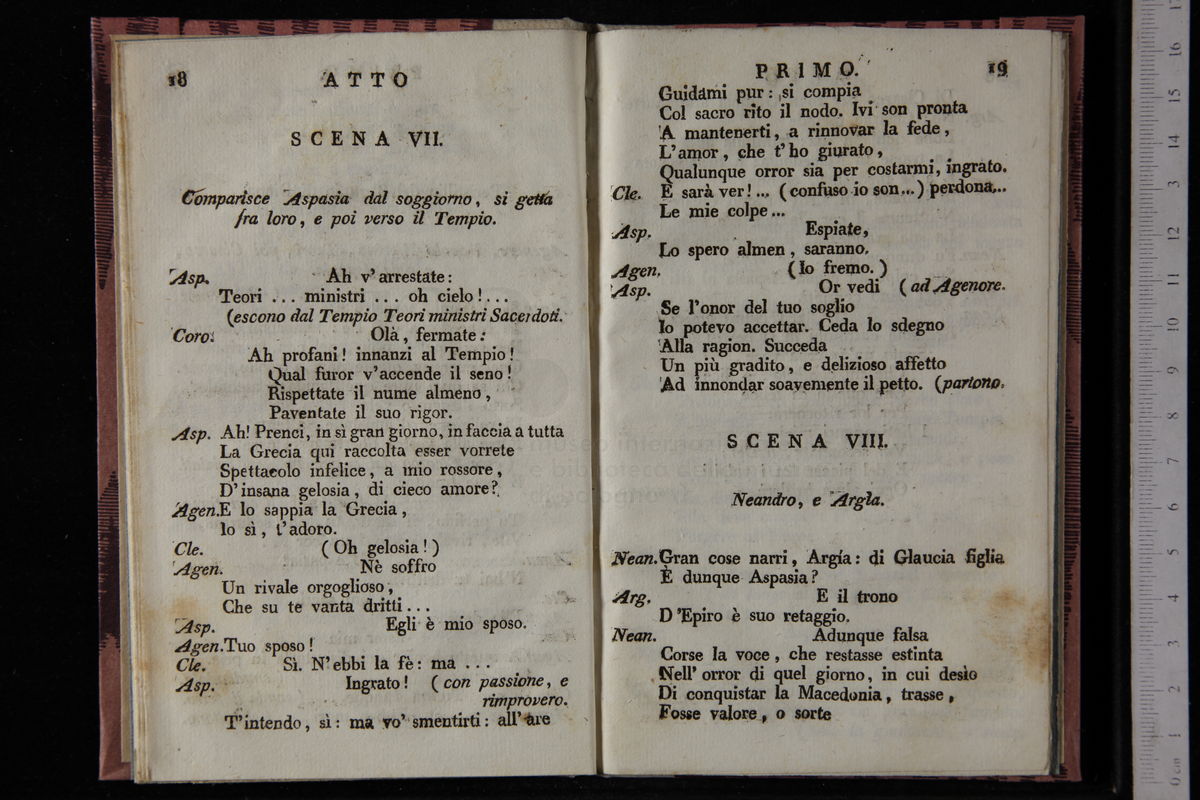 18 ATTO
SCENA VII.
Comparisce Aspasia dal soggiorno, si getta
fra loro, e poi verso il Tempio.
Asp. Ah v'arrestate:
Teori ... ministri ... oh cielo!...
(escono dal Tempio Teori ministri Sacerdoti.
Coro: Olà, fermate:
Ah profani! innanzi al Tempio!
Qual furor v'accende il seno!
Rispettate il nume almeno,
Paventate il suo rigor.
Asp. Ah! Prenci, in sì gran giorno, in faccia a tutta
La Grecia qui raccolta esser vorrete
Spettacolo infelice, a mio rossore,
D'insana gelosia, di cieco amore?
Agen. E lo sappia la Grecia,
Io sì, t'adoro.
Cle. (Oh gelosia!)
Agen. Nè soffro
Un rivale orgoglioso,
Che su te vanta dritti...
Asp. Egli è mio sposo.
Agen. Tuo sposo!
Cle. Sì. N'ebbi la fè: ma ...
Asp. Ingrato! (con passione, e
rimprovero.
T'intendo, sì: ma vo' smentirti: all'are
PRIMO. 19
Guidami pur: si compia
Col sacro rito il nodo. Ivi son pronta
A mantenerti, a rinnovar la fede,
L'amor, che t'ho giurato,
Qualunque orror sia per costarmi, ingrato.
Cle. E sarà ver!... (confuso io son...) perdona...
Le mie colpe...
Asp. Espiate,
Lo spero almen, saranno.
Agen. (Io fremo.)
Asp. Or vedi (ad Agenore.
Se l'onor del tuo soglio
Io potevo accettar. Ceda lo sdegno
Alla ragion. Succeda
Un più gradito, e delizioso affetto
Ad innondar soavemente il petto. (partono.
SCENA VIII.
Neandro, e Argia.
Nean. Gran cose narri, Argía: di Glaucia figlia
È dunque Aspasia?
Arg. E il trono
D'Epiro è suo retaggio.
Nean. Adunque falsa
Corse la voce, che restasse estinta
Nell'orror di quel giorno, in cui desìo
Di conquistar la Macedonia, trasse,
Fosse valore, o sorte